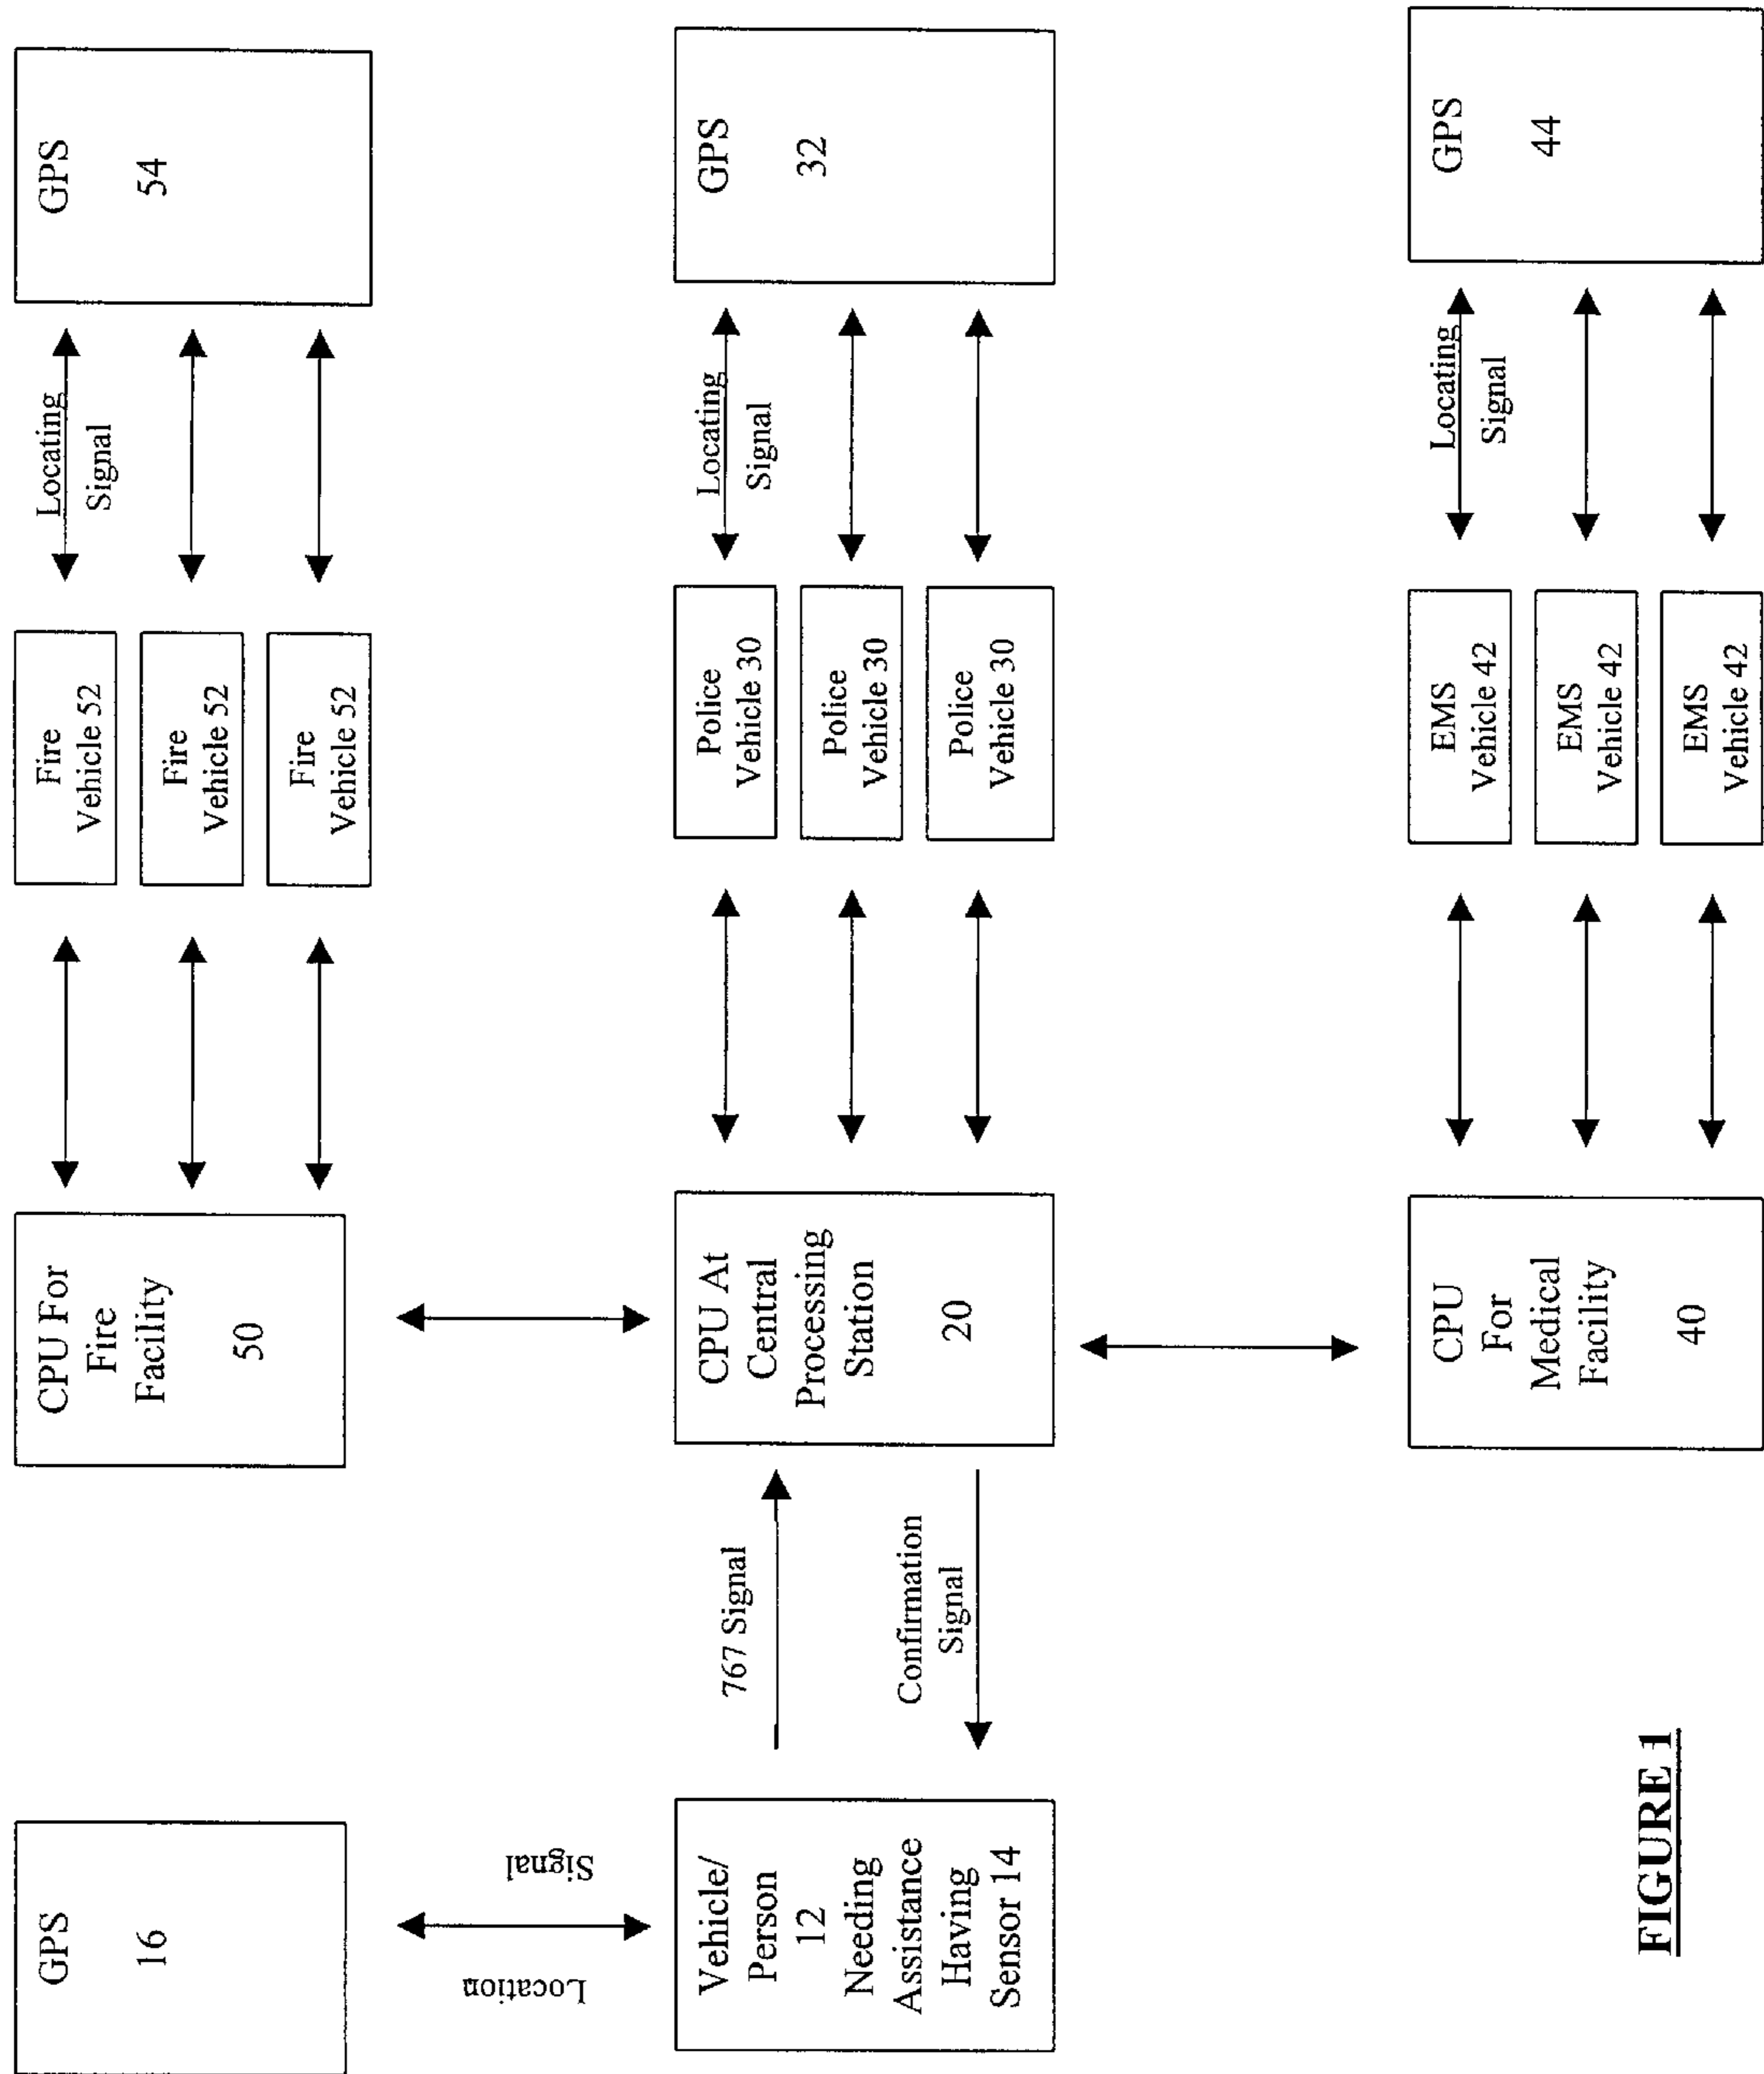 GPS
16
Location
Signal
Vehicle/
Person
12
Needing
Assistance
Having
Sensor 14
767 Signal
Confirmation
Signal
CPU For
Fire
Facility
50
CPU At
Central
Processing
Station
20
CPU
For
Medical
Facility
40
Fire
Vehicle 52
Fire
Vehicle 52
Fire
Vehicle 52
Police
Vehicle 30
Police
Vehicle 30
Police
Vehicle 30
EMS
Vehicle 42
EMS
Vehicle 42
EMS
Vehicle 42
Locating
Signal
Locating
Signal
Locating
Signal
GPS
54
GPS
32
GPS
44
FIGURE 1